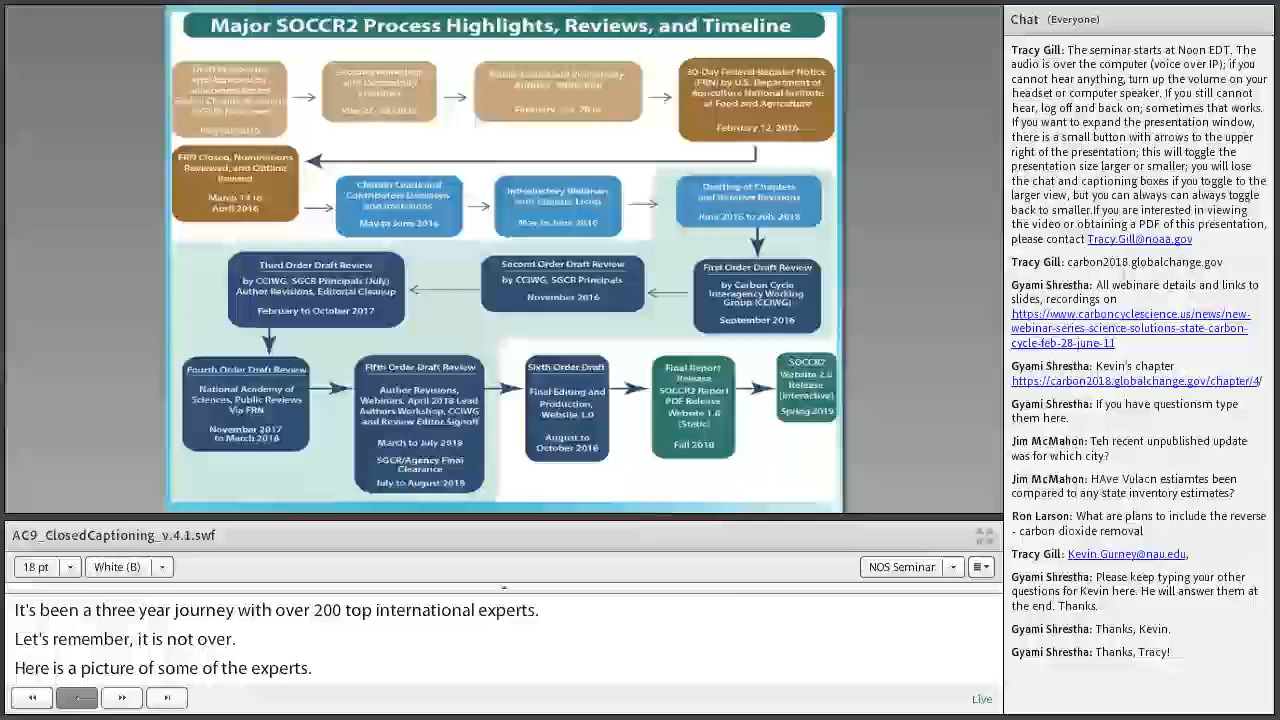 Major SOCCR2 Process Highlights, Reviews, and Timeline
30-Day Federal Register Notice
(FRN) by U.S. Department of
Agriculture National Institute
of Food and Agriculture
February 12, 2016
FRN Closed, Nominations
Reviewed, and Outline
March 14 to
April 2016
Chapter Leads and
Contributors
May to June 2016
Introductory Webinars
with Chapter Leads
May to June 2016
Drafting of Chapters
and Iterative Revisions
June 2016 to July 2018
Third Order Draft Review
by CCIWG, SGCR Principals (July)
Author Revisions, Editorial Cleanup
February to October 2017
Second Order Draft Review
by CCIWG, SGCR Principals
November 2016
First Order Draft Review
by Carbon Cycle
Interagency Working
Group (CCIWG)
September 2016
Fourth Order Draft Review
National Academy of
Sciences, Public Reviews
Via FRN
November 2017
to March 2018
Fifth Order Draft Review
Author Revisions,
Webinars, April 2018 Lead
Authors Workshop, CCIWG
and Review Editor Signoff
March to July 2018
SGCR/Agency Final
Clearance
July to August 2018
Sixth Order Draft
Final Editing and
Production,
Website 1.0
August to
October 2018
Final Report
Release
SOCCR2 Report
PDF Release
Website 1.0
(Static)
Fall 2018
SOCCR2
Website 2.0
Release
(Interactive)
Spring 2019
AC9_ClosedCaptioning_v.4.1.swf
18 pt
White (B)
NOS Seminar
It's been a three year journey with over 200 top international experts.
Let's remember, it is not over.
Here is a picture of some of the experts.
Live
Chat (Everyone)
Tracy Gill: The seminar starts at Noon EDT. The
audio is over the computer (voice over IP); if you
cannot hear anything, turn up the volume on your
headset or computer speaker. If you still cannot
hear, log off and back on; sometimes that works.
If you want to expand the presentation window,
there is a small button with arrows to the upper
right of the presentation; this will toggle the
presentation size larger or smaller; you will lose
the chat and captioning boxes if you toggle to the
larger view, but you can always can always toggle
back to smaller.If you are interested in viewing
the video or obtaining a PDF of this presentation,
please contact Tracy.Gill@noaa.gov
Tracy Gill: carbon2018.globalchange.gov
Gyami Shrestha: All webinare details and links to
slides, recordings on
https://www.carboncyclescience.us/news/new-
webinar-series-science-solutions-state-carbon-
cycle-feb-28-june-11
Gyami Shrestha: Kevin's chapter
https://carbon2018.globalchange.gov/chapter/4/
Gyami Shrestha: If you have questionsm type
them here.
Jim McMahon: Teh recent unpublished update
was for which city?
Jim McMahon: HAve Vulacn estiamtes been
compared to any state inventory estimates?
Ron Larson: What are plans to include the reverse
- carbon dioxide removal
Tracy Gill: Kevin.Gurney@nau.edu,
Gyami Shrestha: Please keep typing your other
questions for Kevin here. He will answer them at
the end. Thanks.
Gyami Shrestha: Thanks, Kevin.
Gyami Shrestha: Thanks, Tracy!